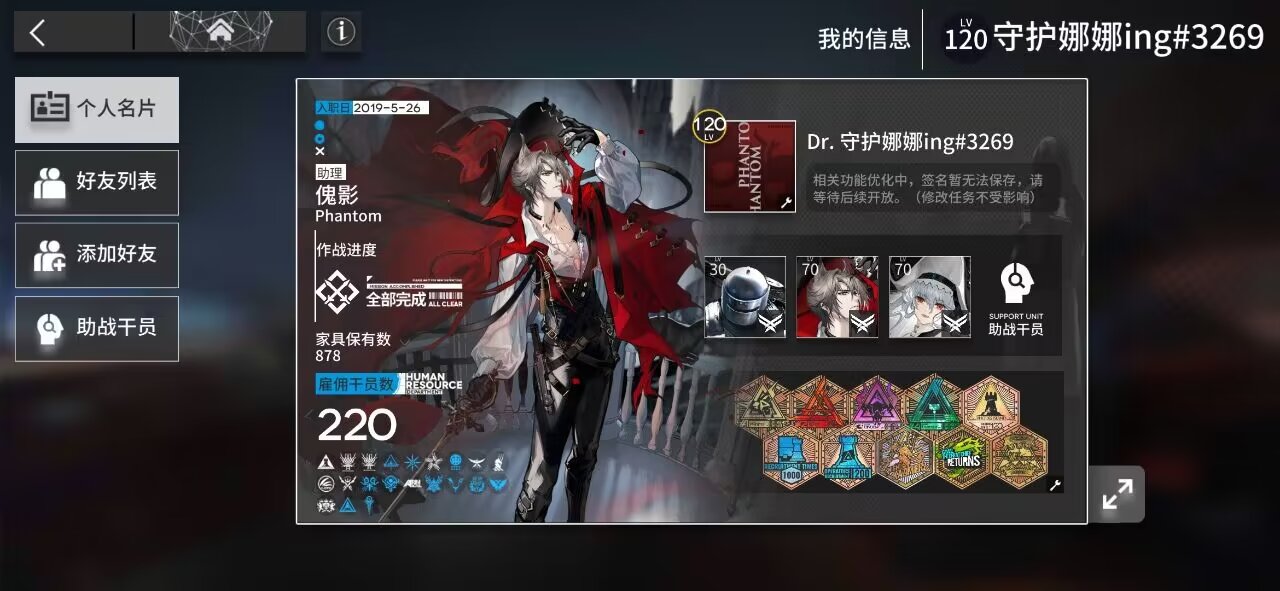 我的信息
LV
120
守护娜娜ing#3269
个人名片
好友列表
添加好友
助战干员
入职日 2019-5-26
助理
傀影
Phantom
作战进度
MISSION ACCOMPLISHED
全部完成
ALL CLEAR
家具保有数
878
雇佣干员数
HUMAN
RESOURCE
DEPARTMENT
220
120
LV
PHANTOM
PHANTOM
Dr. 守护娜娜ing#3269
相关功能优化中，签名暂无法保存，请
等待后续开放。（修改任务不受影响）
LV
30
LV
70
LV
70
SUPPORT UNIT
助战干员
RECRUITMENT TIMES
1000
200
RETURNS